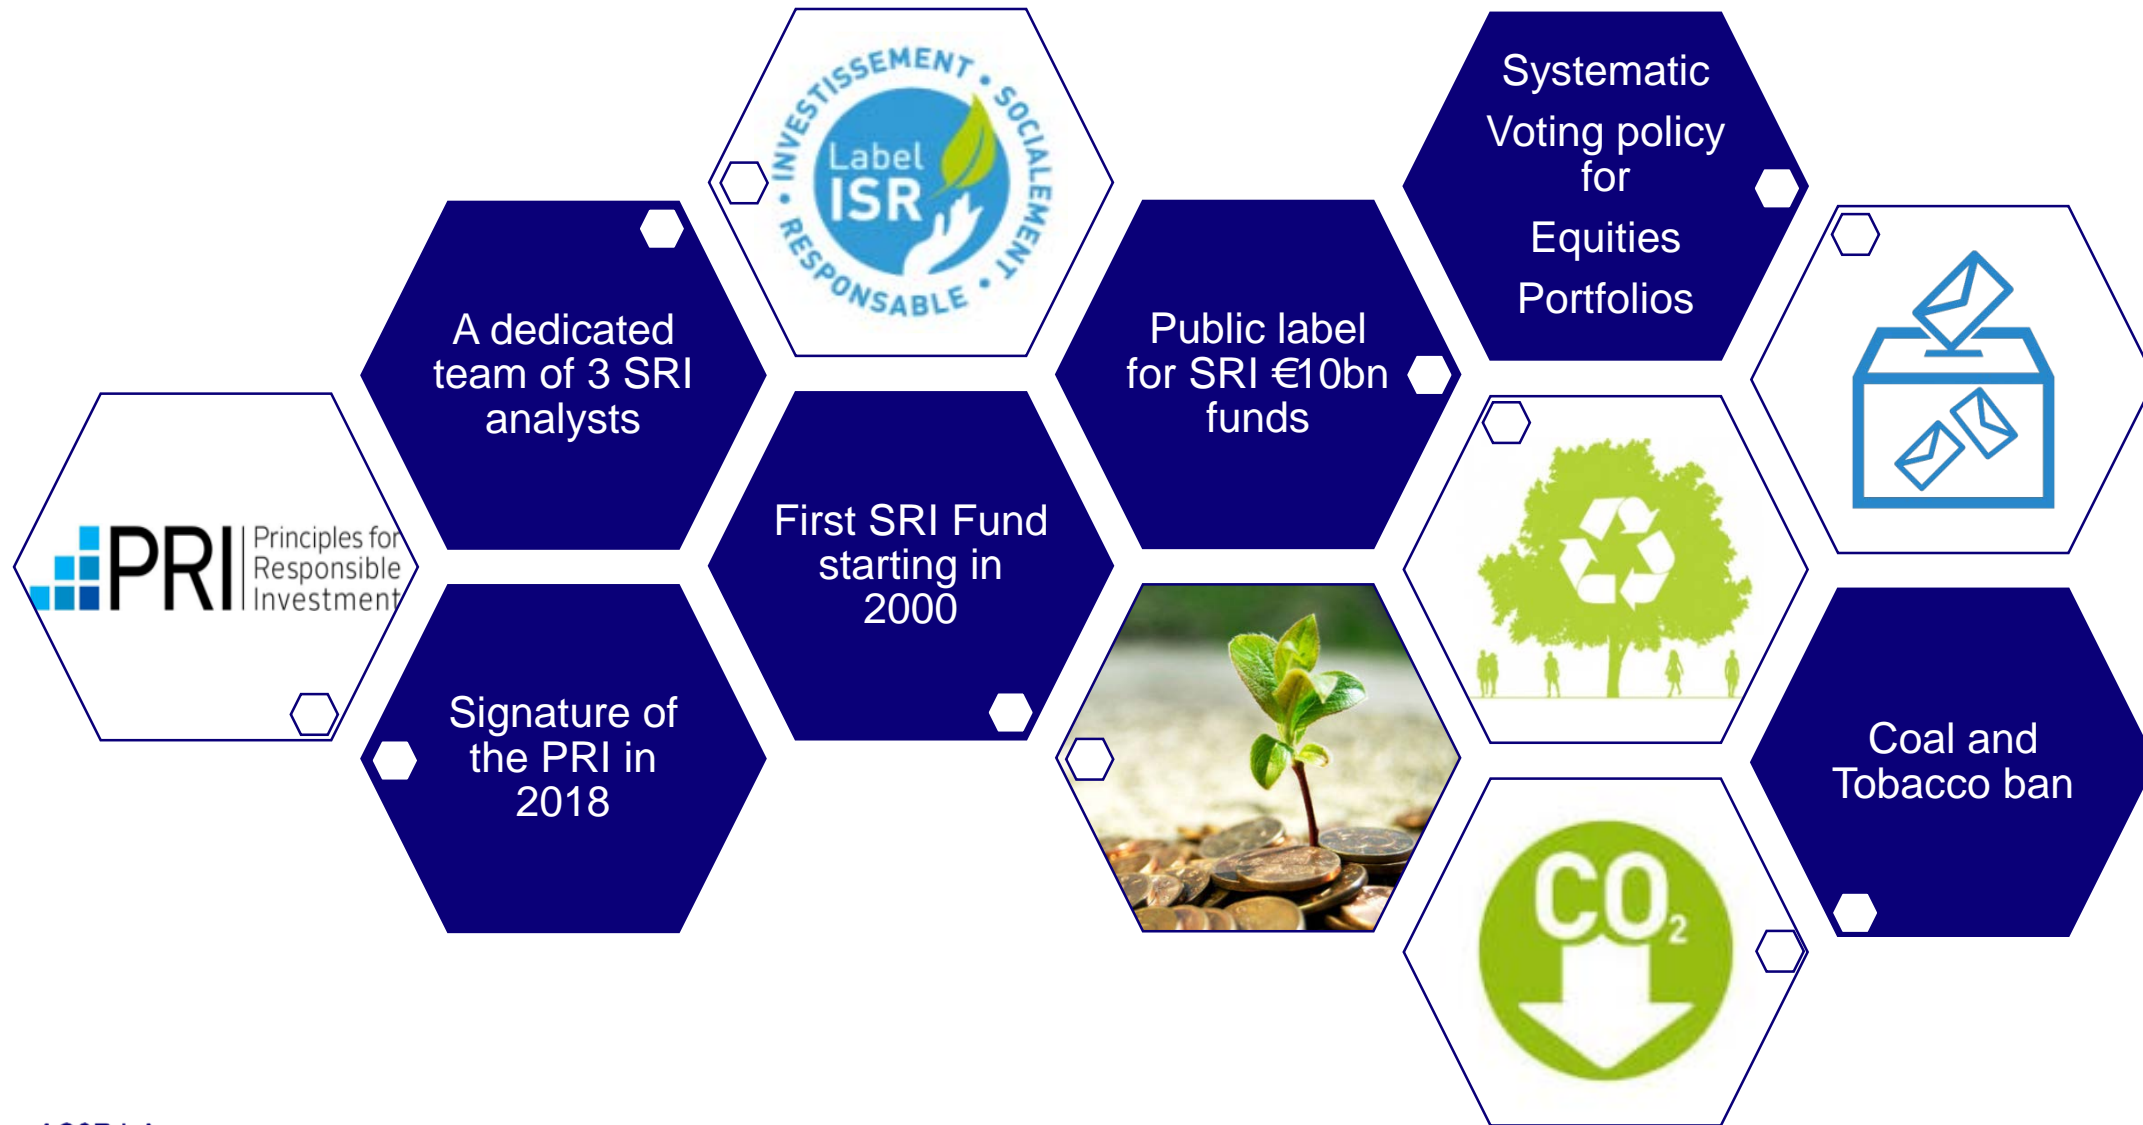 PRI
Principles for
Responsible
Investment
A dedicated
team of 3 SRI
analysts
Signature of
the PRI in
2018
• INVESTISSEMENT • SOCIALEMENT • RESPONSABLE
Label
ISR
First SRI Fund
starting in
2000
Public label
for SRI €10bn
funds
Systematic
Voting policy
for
Equities
Portfolios
CO₂
Coal and
Tobacco ban